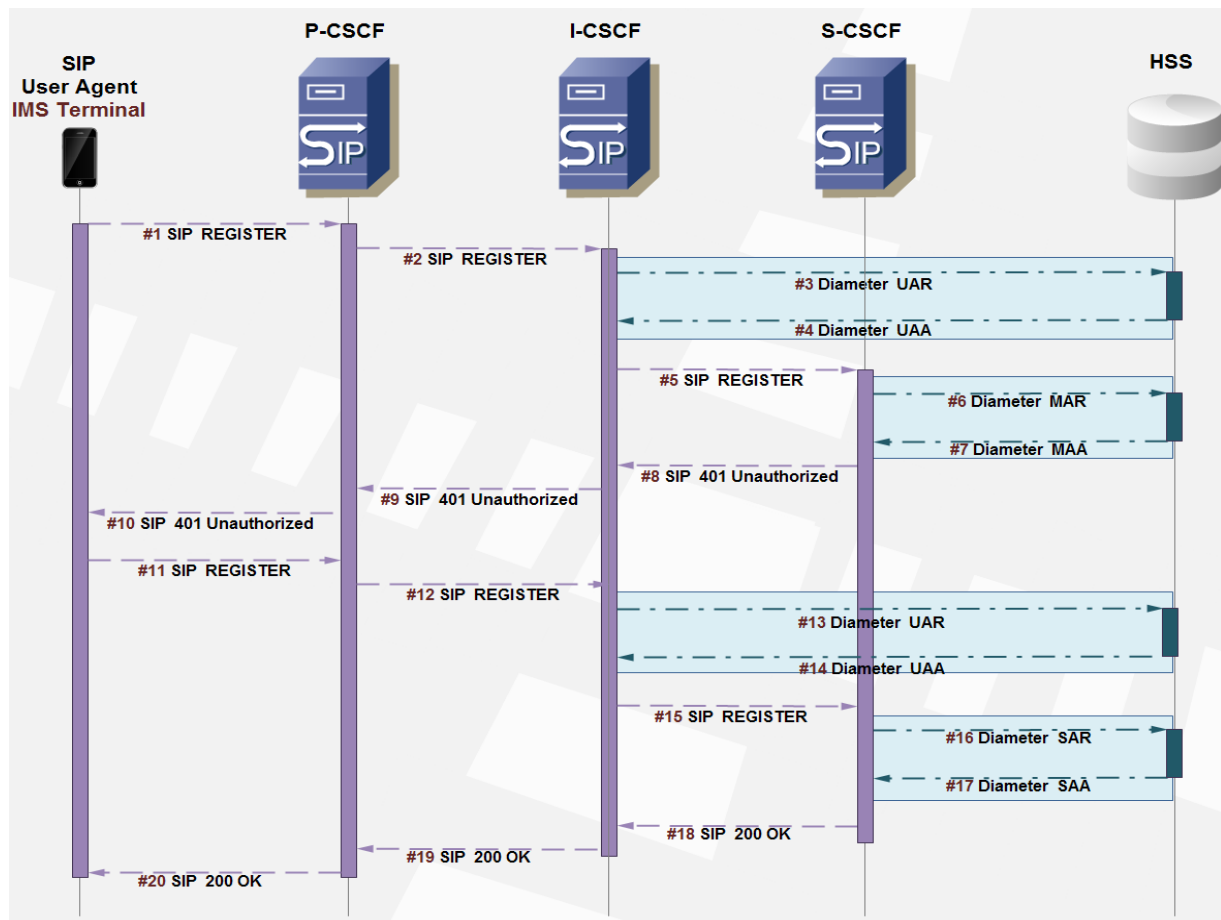 P-CSCF
I-CSCF
S-CSCF
SIP
User Agent
IMS Terminal
HSS
SIP
SIP
SIP
#1 SIP REGISTER
#2 SIP REGISTER
#3 Diameter UAR
#4 Diameter UAA
#5 SIP REGISTER
#6 Diameter MAR
#7 Diameter MAA
#8 SIP 401 Unauthorized
#9 SIP 401 Unauthorized
#10 SIP 401 Unauthorized
#11 SIP REGISTER
#12 SIP REGISTER
#13 Diameter UAR
#14 Diameter UAA
#15 SIP REGISTER
#16 Diameter SAR
#17 Diameter SAA
#18 SIP 200 OK
#19 SIP 200 OK
#20 SIP 200 OK